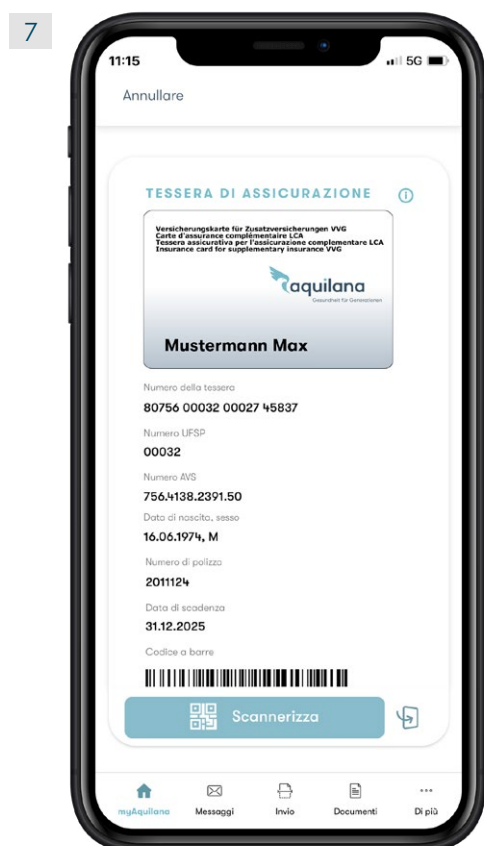 7
11:15
5G
Annullare
TESSERA DI ASSICURAZIONE
Versicherungskarte für Zusatzversicherungen VVG
Carte d'assurance complémentaire LCA
Tessera assicurativa per l'assicurazione complementare LCA
Insurance card for supplementary insurance VVG
aquilana
Gesundheit für Generationen
Mustermann Max
Numero della tessera
80756 00032 00027 45837
Numero UFSP
00032
Numero AVS
756.4138.2391.50
Data di nascita, sesso
16.06.1974, M
Numero di polizza
2011124
Data di scadenza
31.12.2025
Codice a barre
Scannerizza
myAquilana Messaggi Invio Documenti Di più